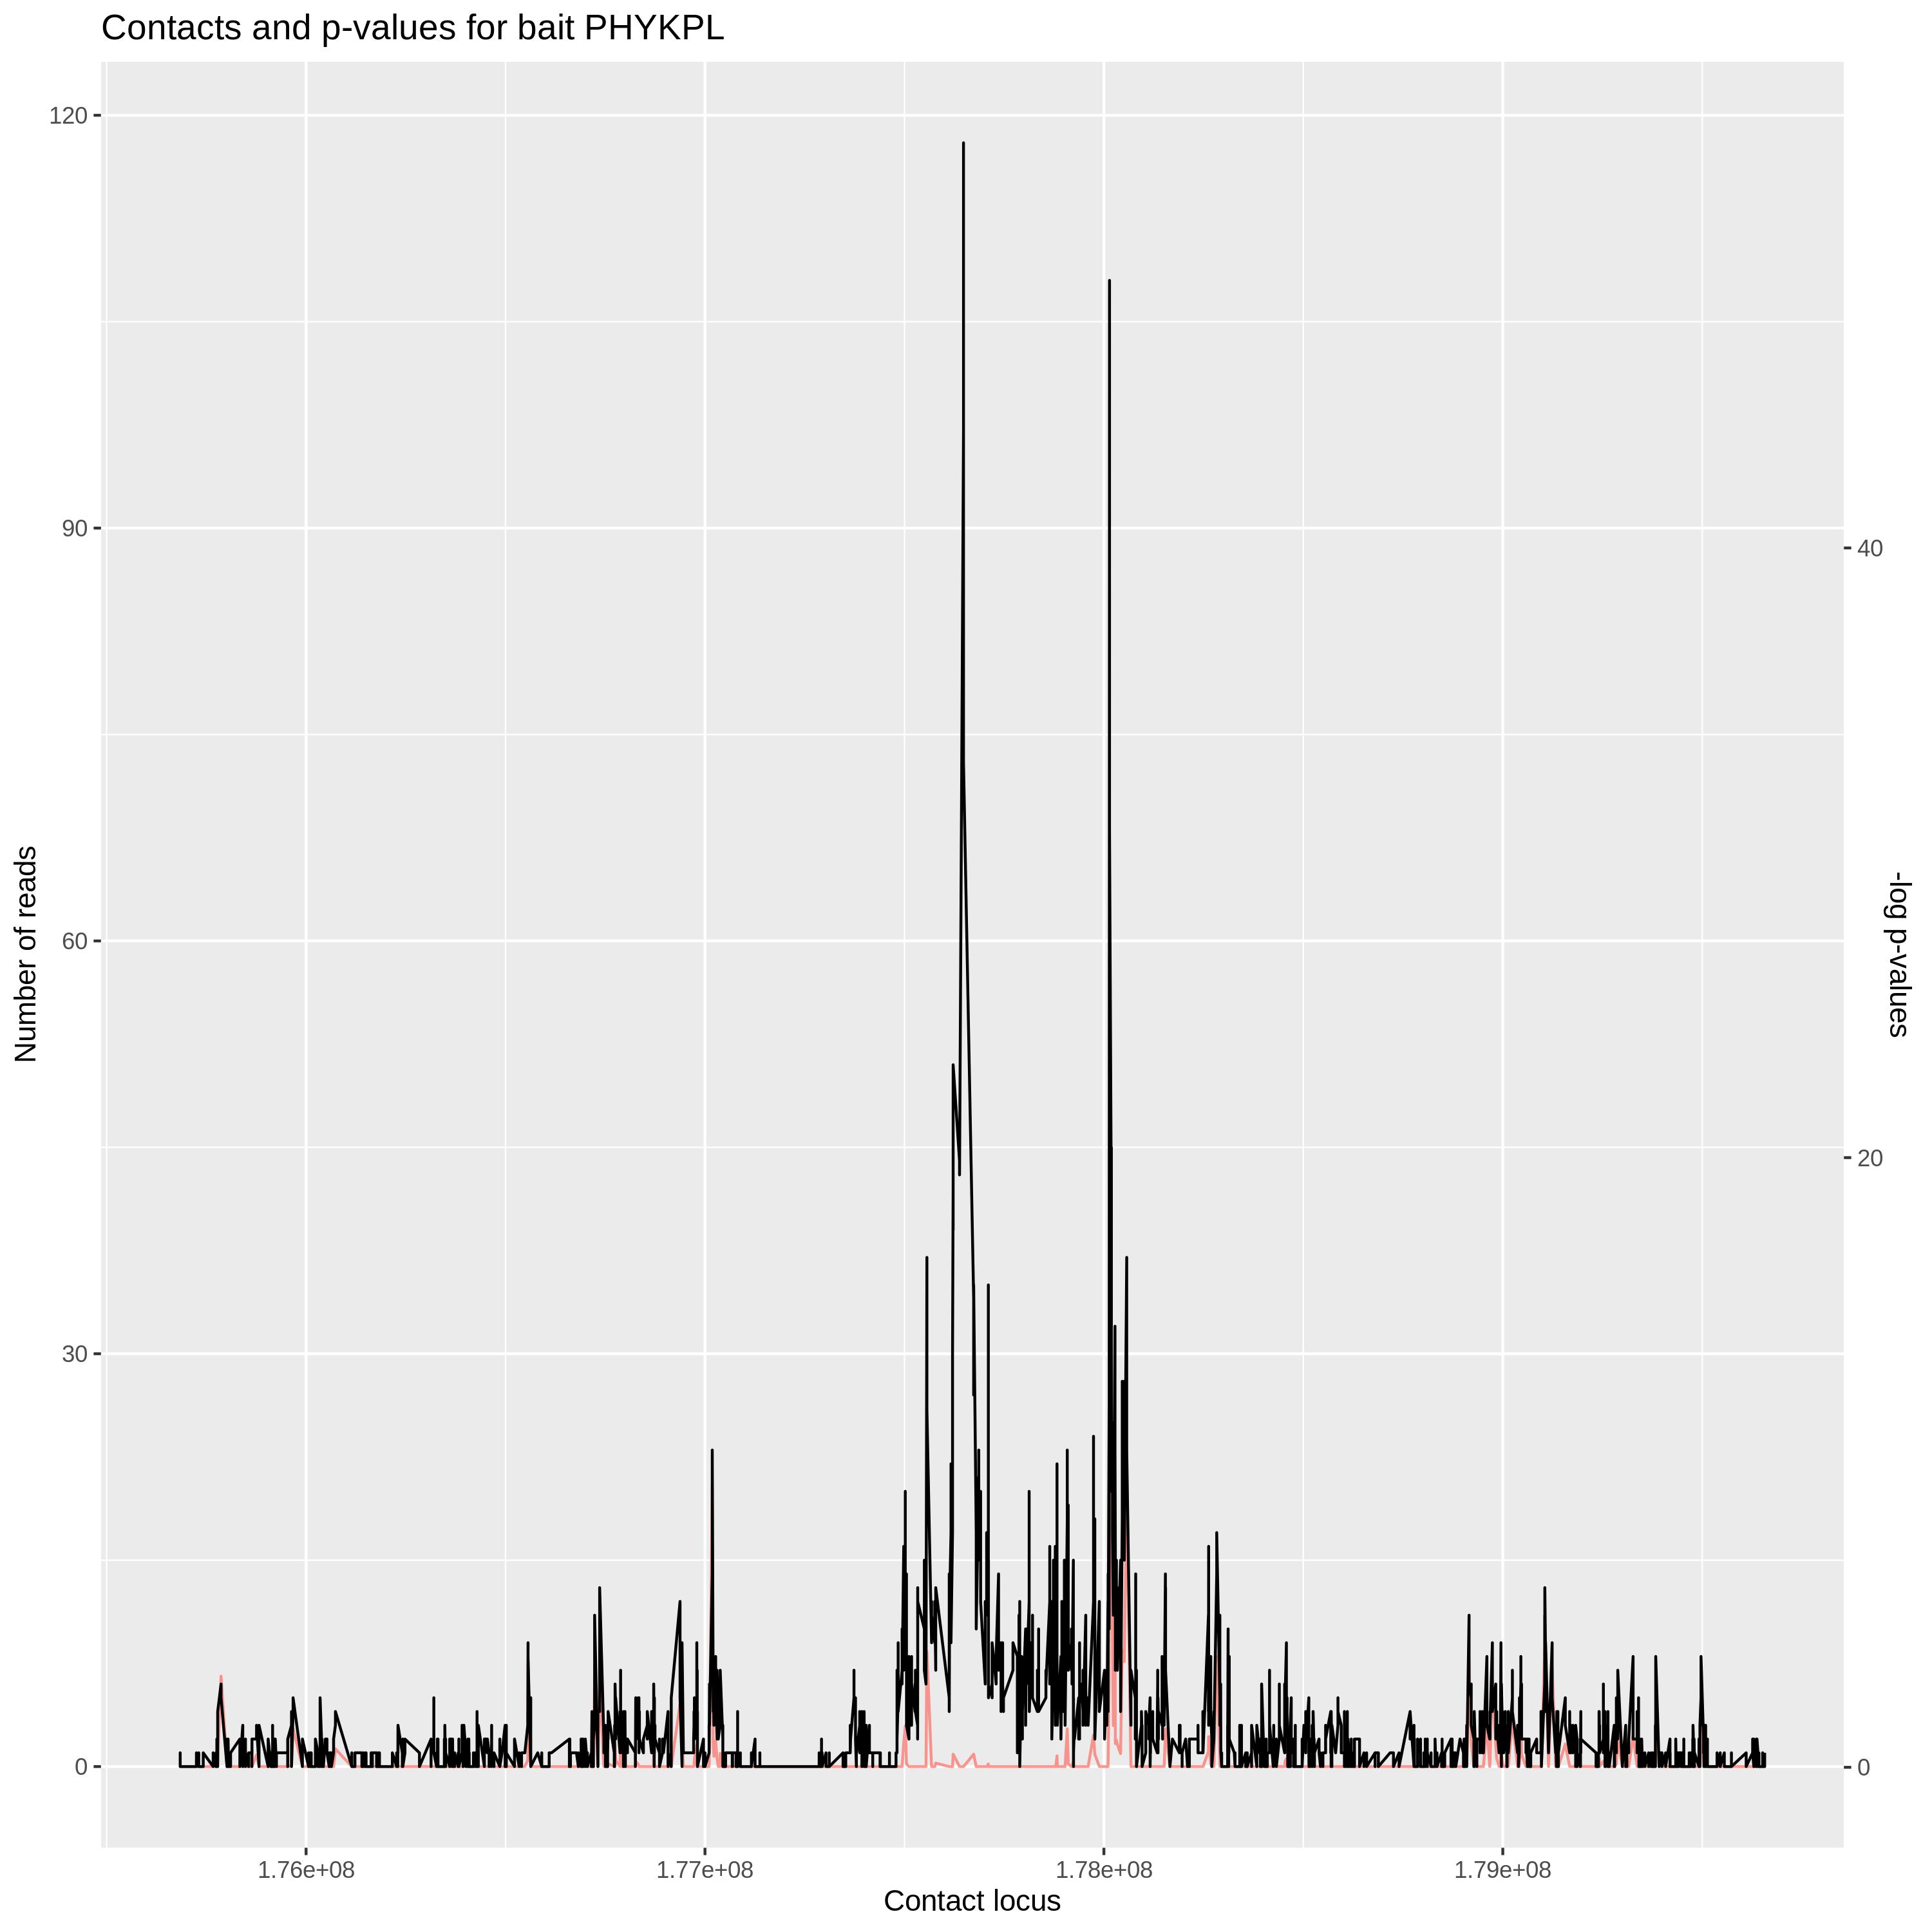 Contacts and p-values for bait PHYKPL
120
90
60
30
0
Number of reads
40
20
0
-log p-values
1.76e+08
1.77e+08
1.78e+08
1.79e+08
Contact locus